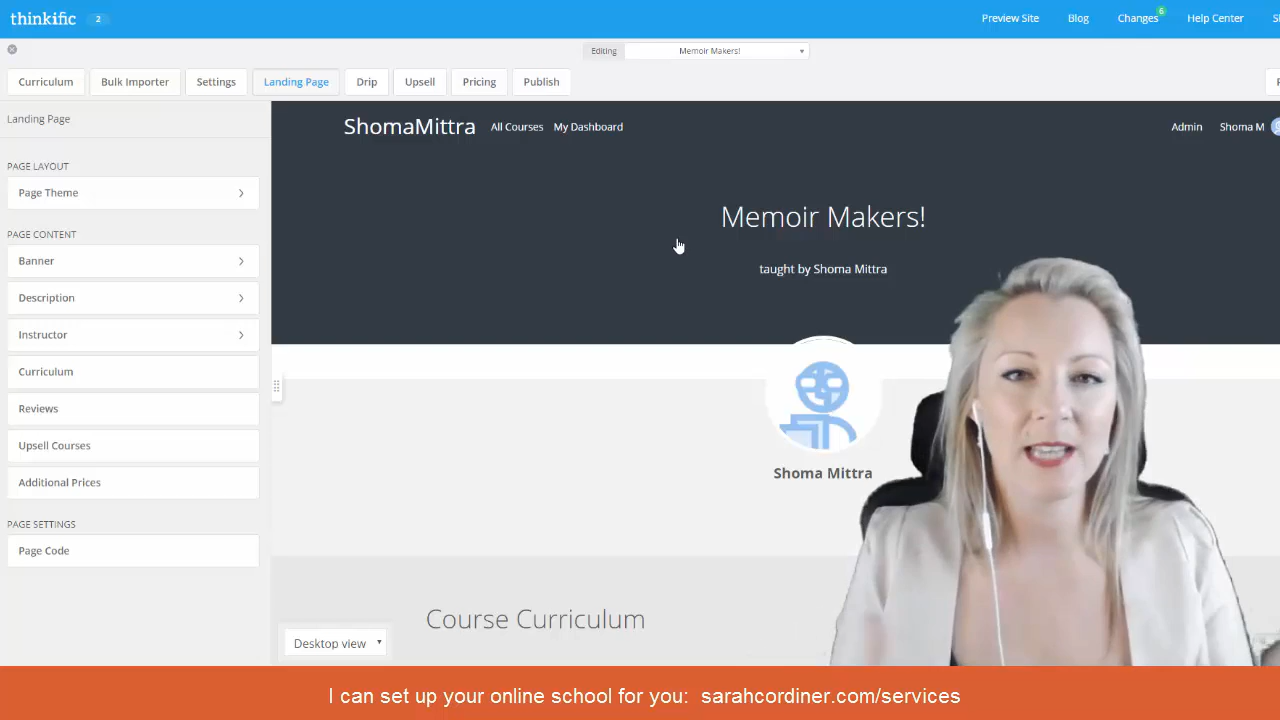 thinkific 2 Preview Site Blog Changes 6 Help Center
Editing Memoir Makers!
Curriculum Bulk Importer Settings Landing Page Drip Upsell Pricing Publish
Landing Page
ShomaMittra All Courses My Dashboard Admin Shoma M
PAGE LAYOUT
Page Theme
PAGE CONTENT
Banner
Description
Instructor
Curriculum
Reviews
Upsell Courses
Additional Prices
PAGE SETTINGS
Page Code
Memoir Makers!
taught by Shoma Mittra
Shoma Mittra
Course Curriculum
Desktop view
I can set up your online school for you: sarahcordiner.com/services